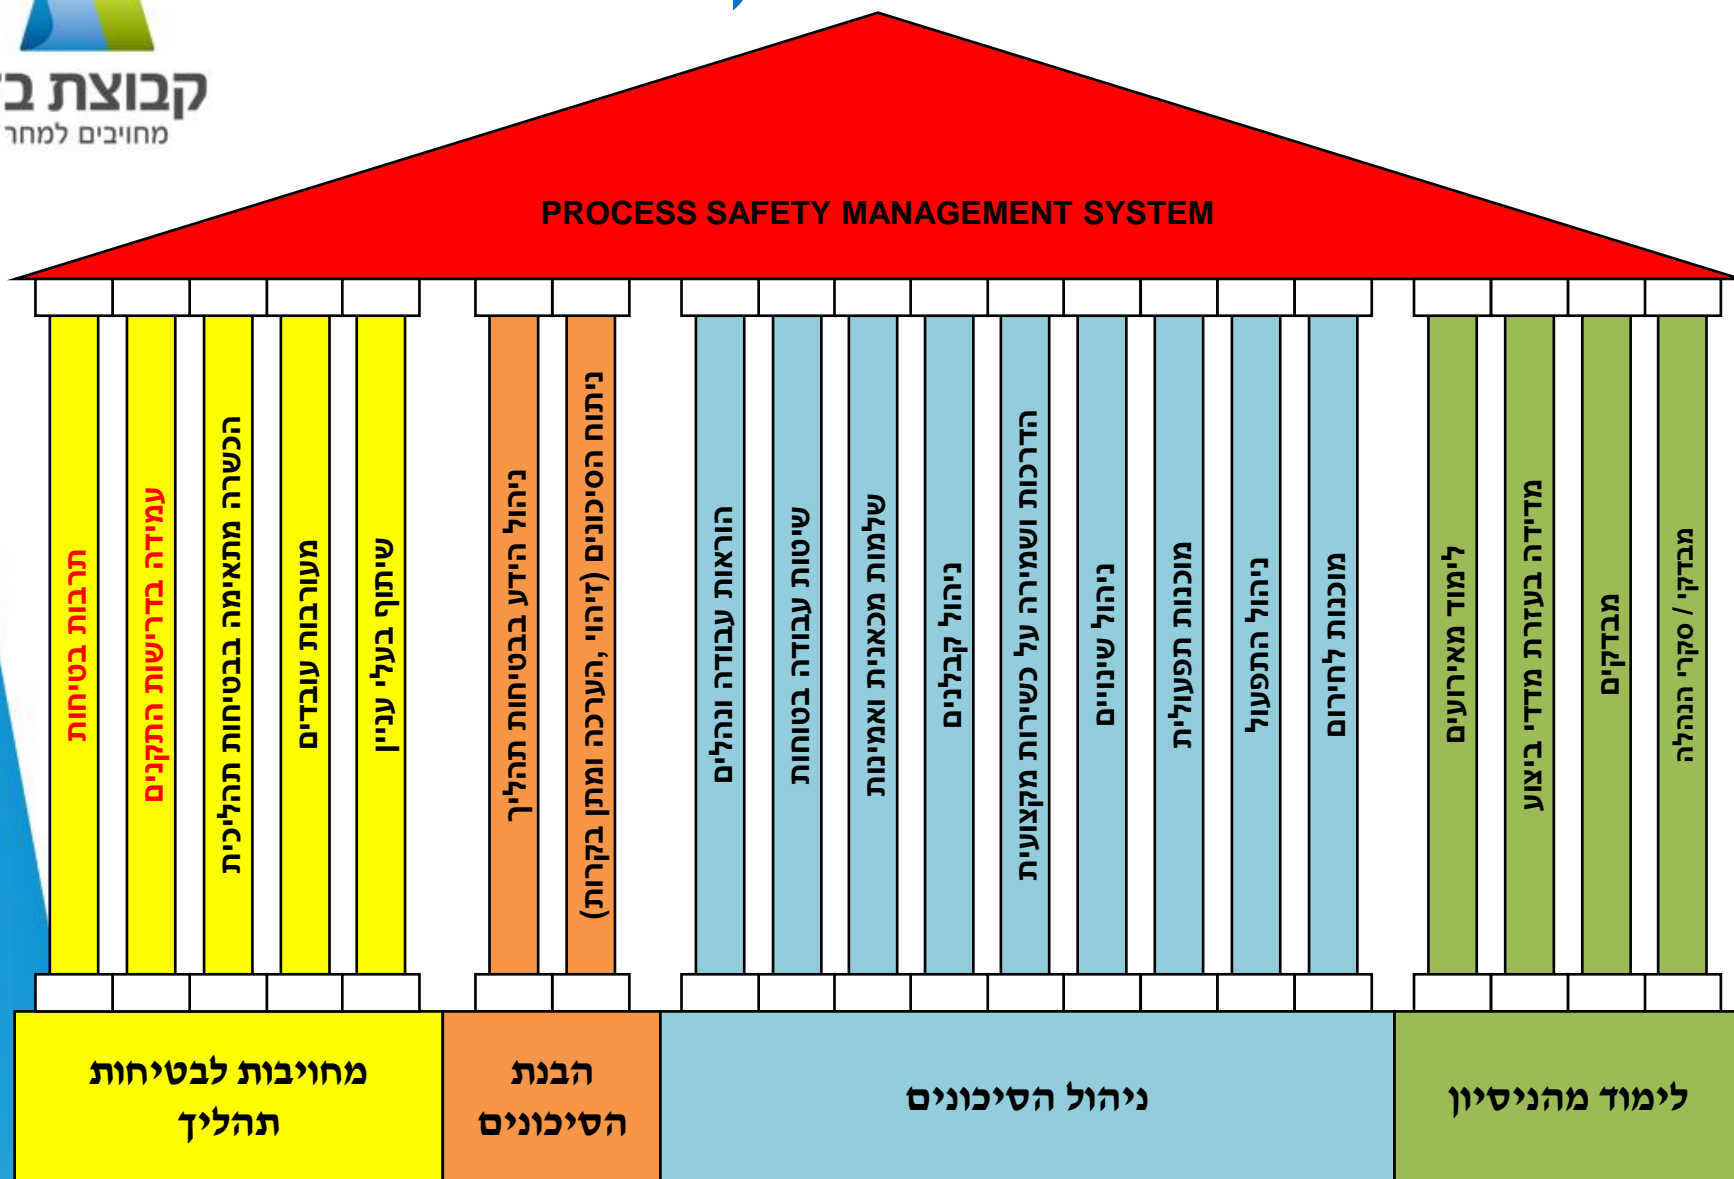 קבוצת
מחויבים למחר
PROCESS SAFETY MANAGEMENT SYSTEM
תרבות בטיחות
עמידה בדרישות התקנים
הכשרה מתאימה בבטיחות תהליכית
מעורבות עובדים
שיתוף בעלי עניין
ניהול הידע בבטיחות תהליך
ניתוח הסיכונים (זיהוי ,הערכה ומתן בקרות)
הוראות עבודה ונהלים
שיטות עבודה בטוחות
שלמות מכאנית ואמינות
ניהול קבלנים
הדרכות ושמירה על כשירות מקצועית
ניהול שינויים
מוכנות תפעולית
ניהול התפעול
מוכנות לחירום
לימוד מאירועים
מדידה בעזרת מדדי ביצוע
מבדקים
מבדקי / סקרי הנהלה
מחויבות לבטיחות
תהליך
הבנת
הסיכונים
ניהול הסיכונים
לימוד מהניסיון